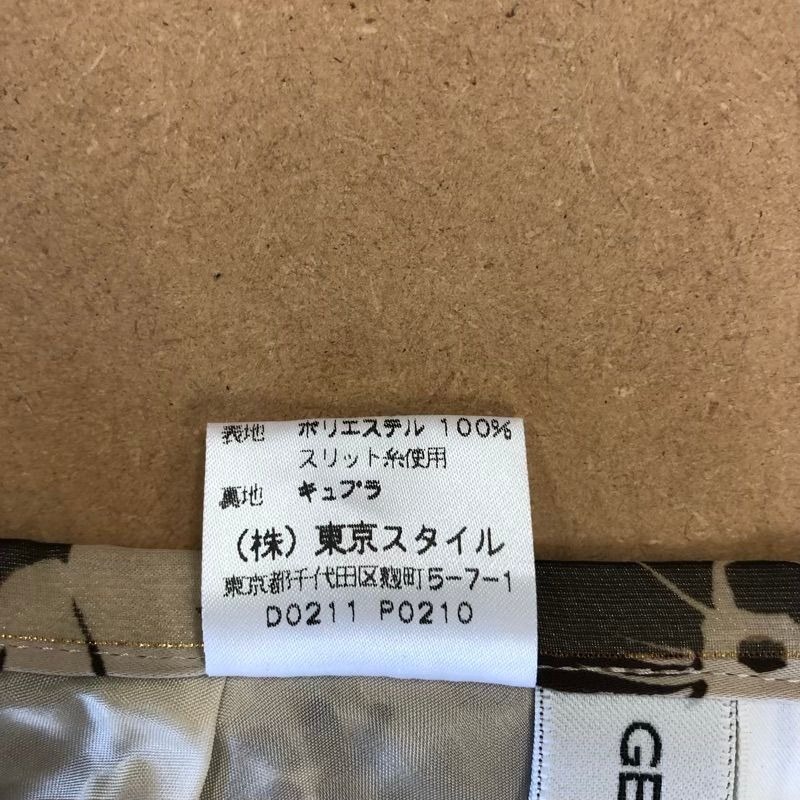 表地 ポリエステル 100%
スリット糸使用
裏地 キュプラ
(株) 東京スタイル
東京都千代田区麹町5-7-1
D0211 P0210
GE